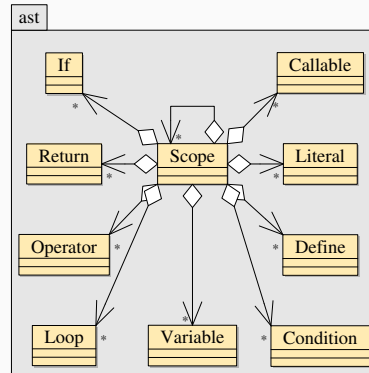 ast
If
Callable
*
*
*
Return
Scope
Literal
*
*
Operator
Define
*
*
Loop
Variable
Condition
*
*
*